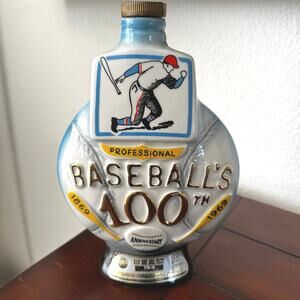 PROFESSIONAL
BASEBALL'S
100TH
1869
1969
ANNIVERSARY